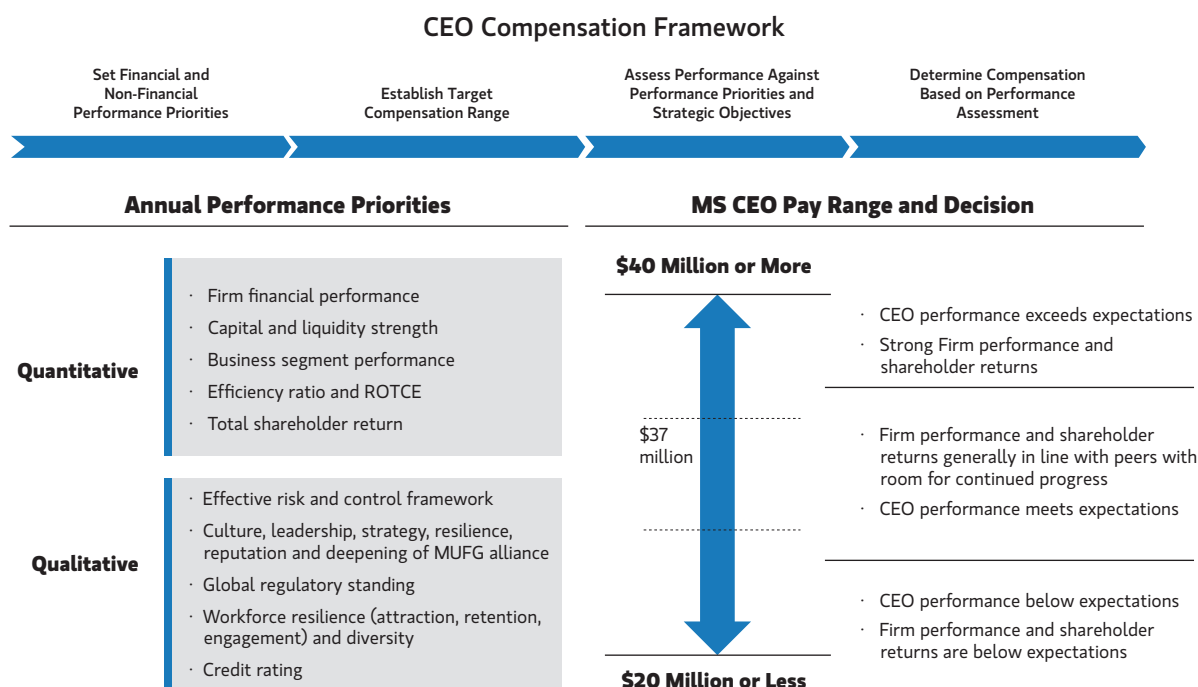 CEO Compensation Framework
Set Financial and
Non-Financial
Performance Priorities
Establish Target
Compensation Range
Assess Performance Against
Performance Priorities and
Strategic Objectives
Determine Compensation
Based on Performance
Assessment
Annual Performance Priorities
Quantitative
· Firm financial performance
· Capital and liquidity strength
· Business segment performance
· Efficiency ratio and ROTCE
· Total shareholder return
Qualitative
· Effective risk and control framework
· Culture, leadership, strategy, resilience,
reputation and deepening of MUFG alliance
· Global regulatory standing
· Workforce resilience (attraction, retention,
engagement) and diversity
· Credit rating
MS CEO Pay Range and Decision
$40 Million or More
$37
million
$20 Million or Less
· CEO performance exceeds expectations
· Strong Firm performance and
shareholder returns
· Firm performance and shareholder
returns generally in line with peers with
room for continued progress
· CEO performance meets expectations
· CEO performance below expectations
· Firm performance and shareholder
returns are below expectations